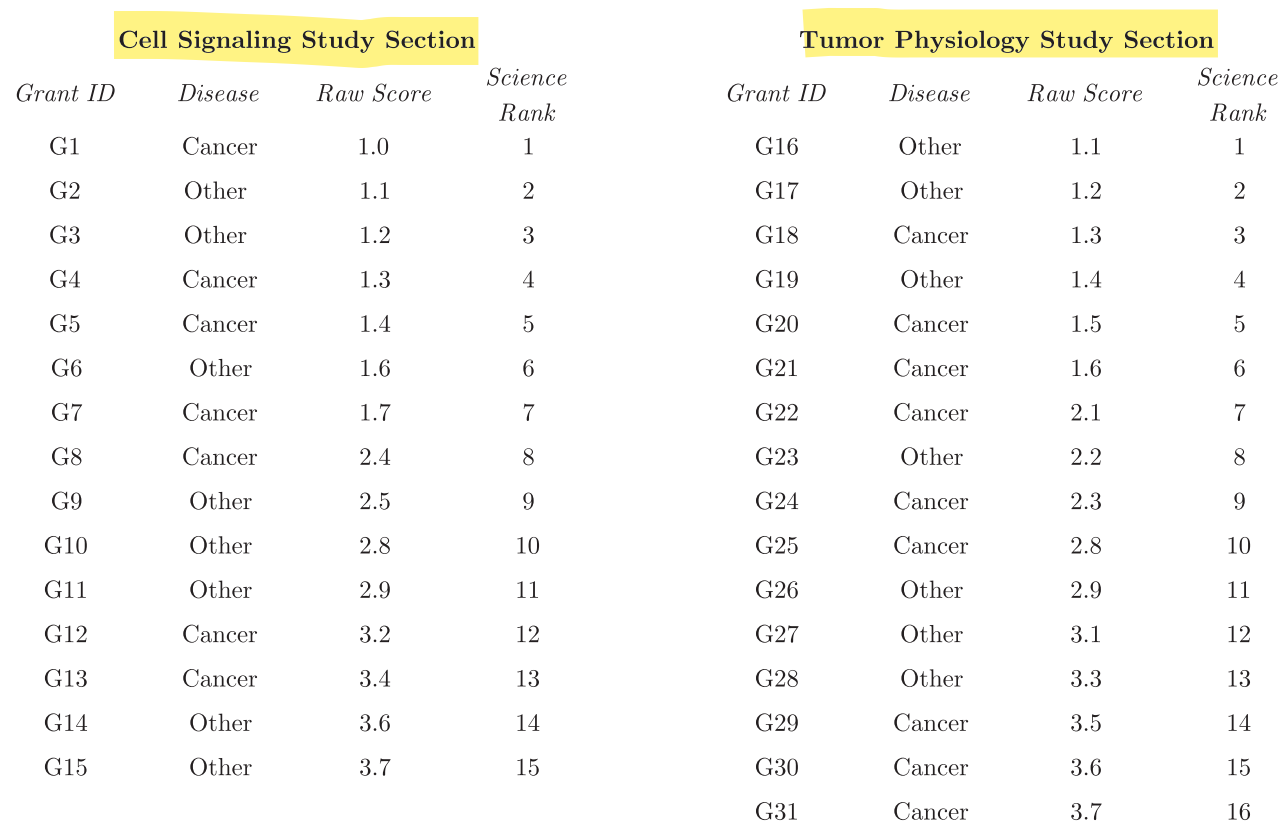 Cell Signaling Study Section
Grant ID Disease Raw Score Science Rank
G1 Cancer 1.0 1
G2 Other 1.1 2
G3 Other 1.2 3
G4 Cancer 1.3 4
G5 Cancer 1.4 5
G6 Other 1.6 6
G7 Cancer 1.7 7
G8 Cancer 2.4 8
G9 Other 2.5 9
G10 Other 2.8 10
G11 Other 2.9 11
G12 Cancer 3.2 12
G13 Cancer 3.4 13
G14 Other 3.6 14
G15 Other 3.7 15
Tumor Physiology Study Section
Grant ID Disease Raw Score Science Rank
G16 Other 1.1 1
G17 Other 1.2 2
G18 Cancer 1.3 3
G19 Other 1.4 4
G20 Cancer 1.5 5
G21 Cancer 1.6 6
G22 Cancer 2.1 7
G23 Other 2.2 8
G24 Cancer 2.3 9
G25 Cancer 2.8 10
G26 Other 2.9 11
G27 Other 3.1 12
G28 Other 3.3 13
G29 Cancer 3.5 14
G30 Cancer 3.6 15
G31 Cancer 3.7 16